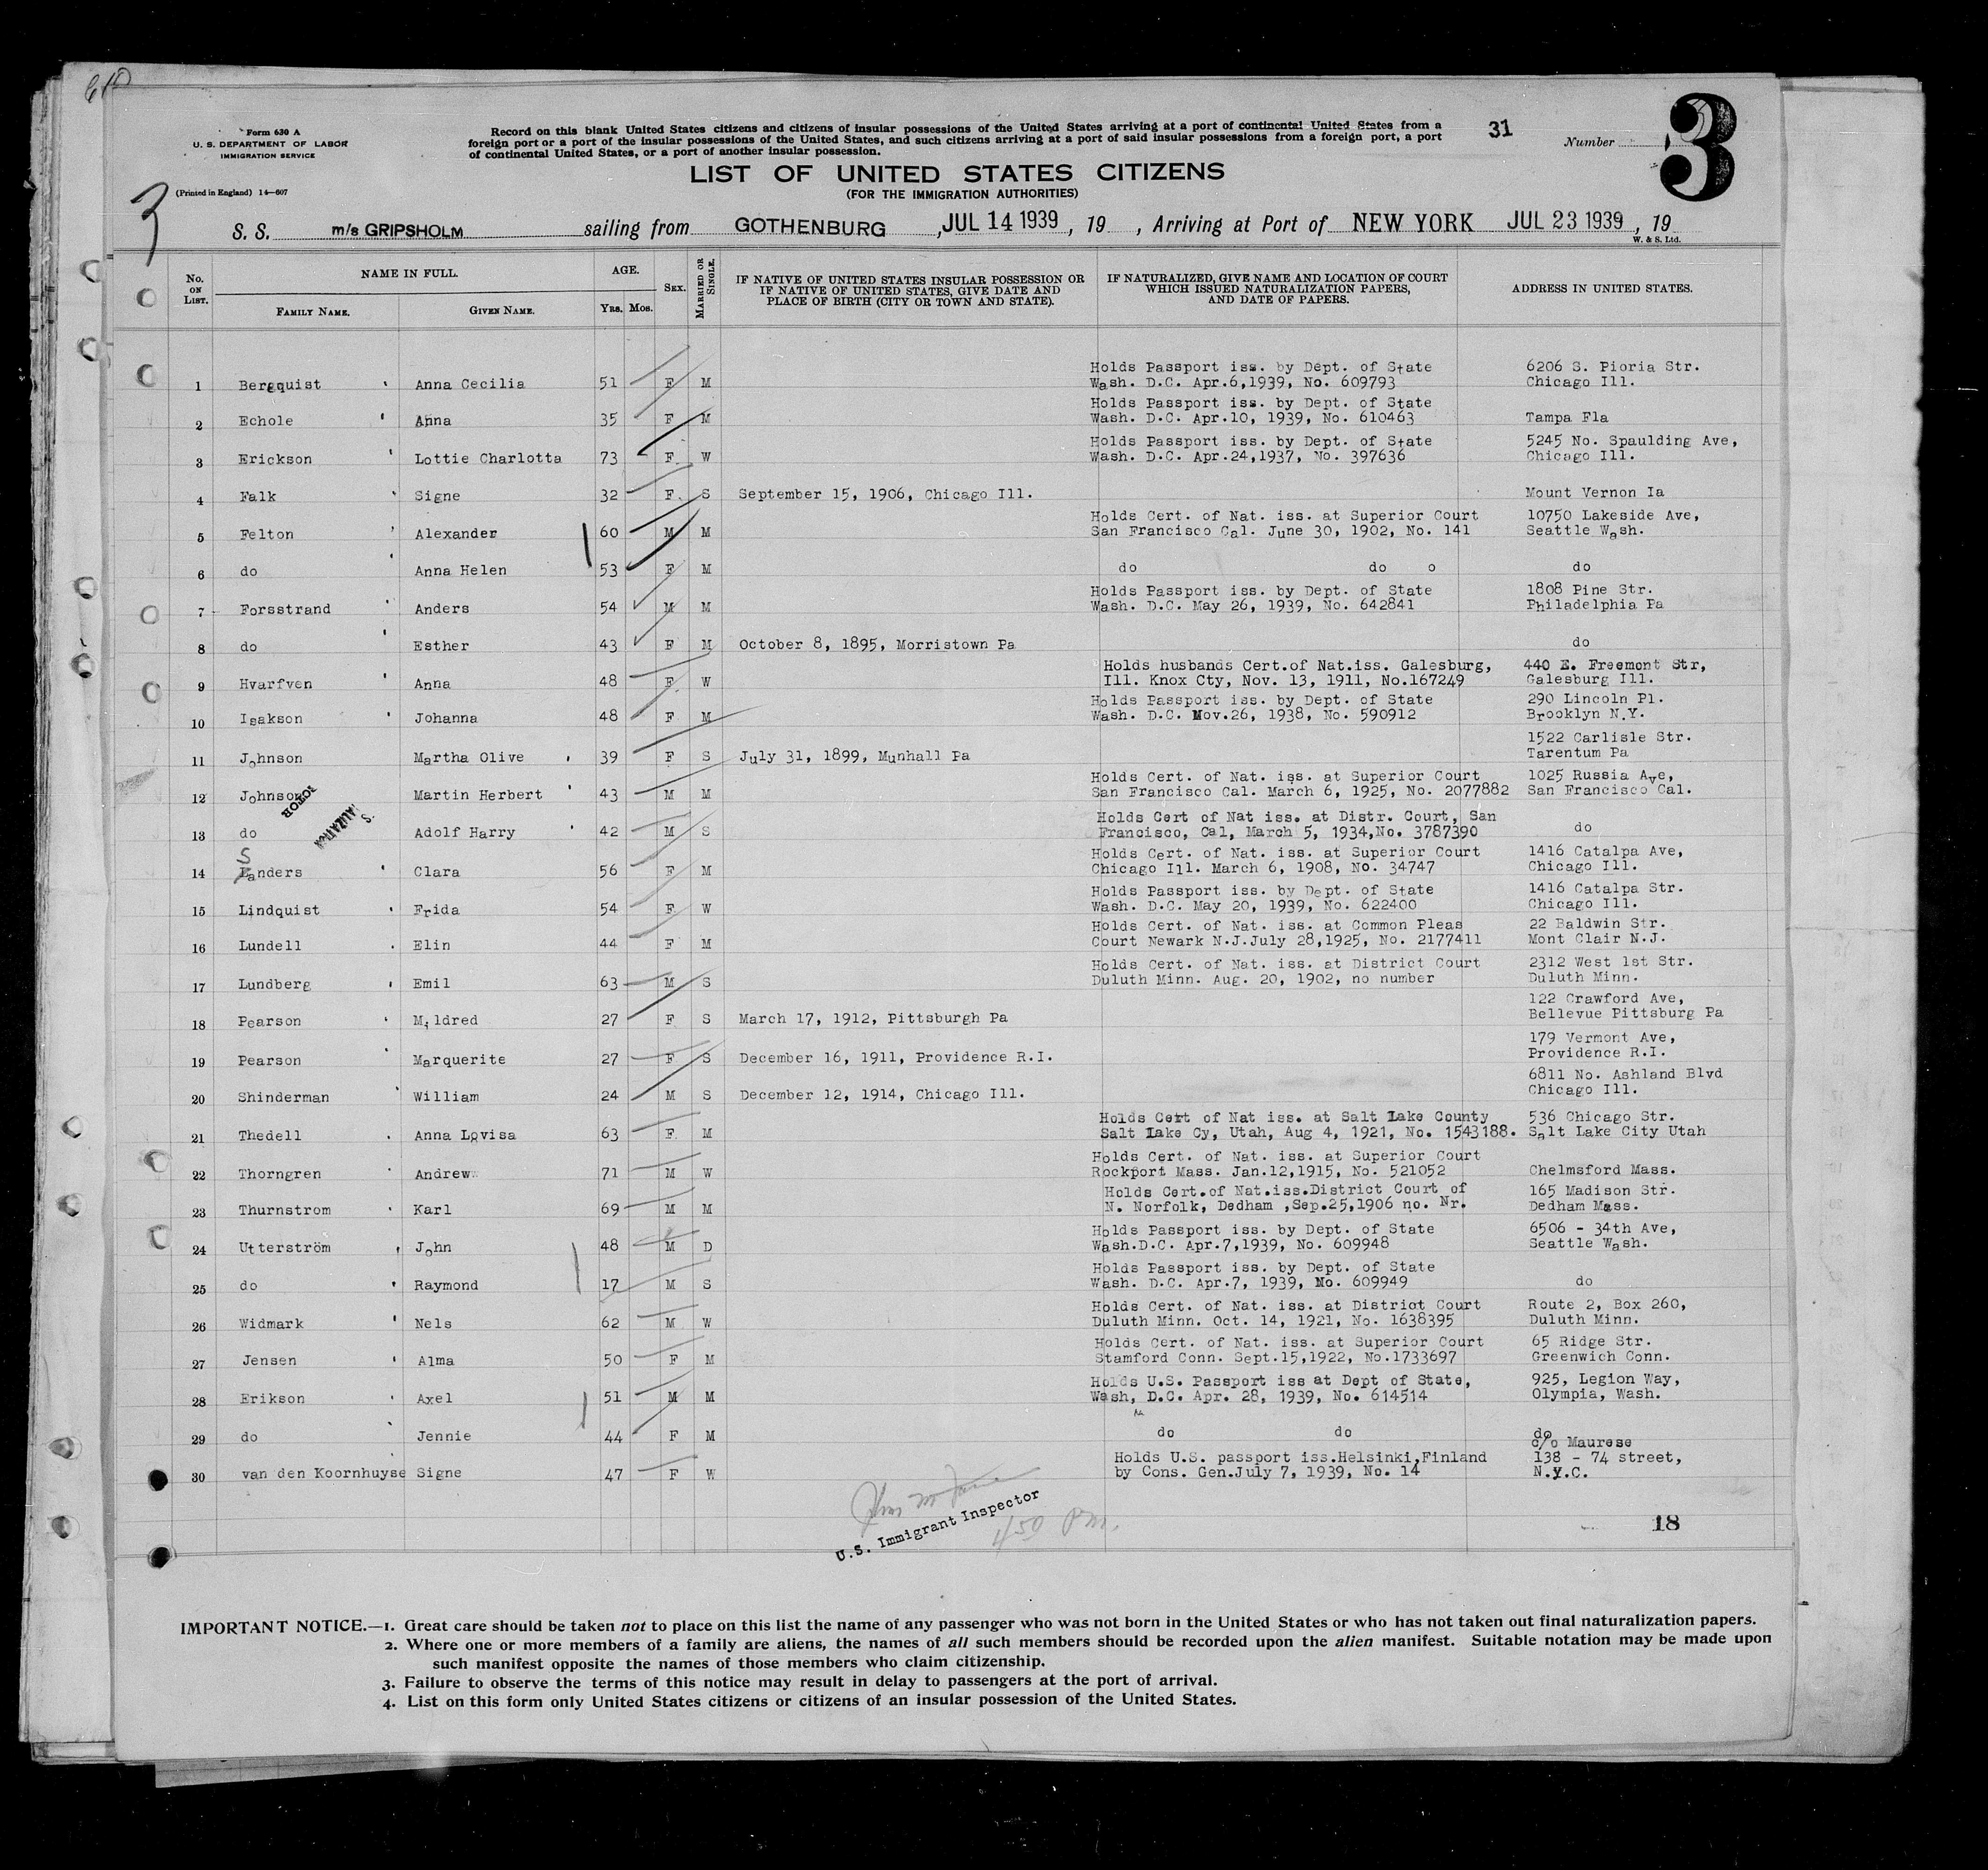 610
Form 630 A
U. S. DEPARTMENT OF LABOR
IMMIGRATION SERVICE
(Printed in England) 14—607
Record on this blank United States citizens and citizens of insular possessions of the United States arriving at a port of continental United States from a
foreign port or a port of the insular possessions of the United States, and such citizens arriving at a port of said insular possessions from a foreign port, a port
of continental United States, or a port of another insular possession.
31
Number 3
LIST OF UNITED STATES CITIZENS
(FOR THE IMMIGRATION AUTHORITIES)
3
S. S. m/s GRIPSHOLM sailing from GOTHENBURG , JUL 14 1939 , 19 , Arriving at Port of NEW YORK JUL 23 1939 , 19
W. & S. Ltd.
No. ON LIST.
NAME IN FULL.
FAMILY NAME.
GIVEN NAME.
AGE.
YRS. MOS.
SEX.
MARRIED OR SINGLE.
IF NATIVE OF UNITED STATES INSULAR POSSESSION OR
IF NATIVE OF UNITED STATES, GIVE DATE AND
PLACE OF BIRTH (CITY OR TOWN AND STATE).
IF NATURALIZED, GIVE NAME AND LOCATION OF COURT
WHICH ISSUED NATURALIZATION PAPERS,
AND DATE OF PAPERS.
ADDRESS IN UNITED STATES.
Holds Passport iss. by Dept. of State 6206 S. Pioria Str.
1 Bergquist Anna Cecilia 51 F M Wash. D.C. Apr.6,1939, No. 609793 Chicago Ill.
Holds Passport iss. by Dept. of State
2 Echole Anna 35 F M Wash. D.C. Apr.10, 1939, No. 610463 Tampa Fla
Holds Passport iss. by Dept. of State 5245 No. Spaulding Ave,
3 Erickson Lottie Charlotta 73 F W Wash. D.C. Apr.24,1937, No. 397636 Chicago Ill.
4 Falk Signe 32 F. S September 15, 1906, Chicago Ill. Mount Vernon Ia
Holds Cert. of Nat. iss. at Superior Court 10750 Lakeside Ave,
5 Felton Alexander 60 M M San Francisco Cal. June 30, 1902, No. 141 Seattle Wash.
6 do Anna Helen 53 F M do do o do
Holds Passport iss. by Dept. of State 1808 Pine Str.
7 Forsstrand Anders 54 M M Wash. D.C. May 26, 1939, No. 642841 Philadelphia Pa
8 do Esther 43 F M October 8, 1895, Morristown Pa do
Holds husbands Cert.of Nat.iss. Galesburg, 440 E. Freemont Str,
9 Hvarfven Anna 48 F W Ill. Knox Cty, Nov. 13, 1911, No.167249 Galesburg Ill.
Holds Passport iss. by Dept. of State 290 Lincoln Pl.
10 Isakson Johanna 48 F M Wash. D.C. Nov.26, 1938, No. 590912 Brooklyn N.Y.
1522 Carlisle Str.
11 Johnson Martha Olive 39 F S July 31, 1899, Munhall Pa Tarentum Pa
Holds Cert. of Nat. iss. at Superior Court 1025 Russia Ave,
12 Johnson Martin Herbert 43 M M San Francisco Cal. March 6, 1925, No. 2077882 San Francisco Cal.
Holds Cert of Nat iss. at Distr. Court, San
13 do Adolf Harry 42 M S Francisco, Cal, March 5, 1934,No. 3787390 do
S Holds Cert. of Nat. iss. at Superior Court 1416 Catalpa Ave,
14 Landers Clara 56 F M Chicago Ill. March 6, 1908, No. 34747 Chicago Ill.
Holds Passport iss. by Dept. of State 1416 Catalpa Str.
15 Lindquist Frida 54 F W Wash. D.C. May 20, 1939, No. 622400 Chicago Ill.
Holds Cert. of Nat. iss. at Common Pleas 22 Baldwin Str.
16 Lundell Elin 44 F M Court Newark N.J.July 28,1925, No. 2177411 Mont Clair N.J.
Holds Cert. of Nat. iss. at District Court 2312 West 1st Str.
17 Lundberg Emil 63 M S Duluth Minn. Aug. 20, 1902, no number Duluth Minn.
122 Crawford Ave,
18 Pearson Mildred 27 F S March 17, 1912, Pittsburgh Pa Bellevue Pittsburg Pa
179 Vermont Ave,
19 Pearson Marquerite 27 F S December 16, 1911, Providence R.I. Providence R.I.
6811 No. Ashland Blvd
20 Shinderman William 24 M S December 12, 1914, Chicago Ill. Chicago Ill.
Holds Cert of Nat iss. at Salt Lake County 536 Chicago Str.
21 Thedell Anna Lovisa 63 F M Salt Lake Cy, Utah, Aug 4, 1921, No. 1543188. Salt Lake City Utah
Holds Cert. of Nat. iss. at Superior Court
22 Thorngren Andrew 71 M W Rockport Mass. Jan.12,1915, No. 521052 Chelmsford Mass.
Holds Cert.of Nat.iss.District Court of 165 Madison Str.
23 Thurnstrom Karl 69 M M N. Norfolk, Dedham ,Sep.25,1906 no. Nr. Dedham Mass.
Holds Passport iss. by Dept. of State 6506 - 34th Ave,
24 Utterström John 48 M D Wash.D.C. Apr.7,1939, No. 609948 Seattle Wash.
Holds Passport iss. by Dept. of State
25 do Raymond 17 M S Wash. D.C. Apr.7, 1939, No. 609949 do
Holds Cert. of Nat. iss. at District Court Route 2, Box 260,
26 Widmark Nels 62 M W Duluth Minn. Oct. 14, 1921, No. 1638395 Duluth Minn.
Holds Cert. of Nat. iss. at Superior Court 65 Ridge Str.
27 Jensen Alma 50 F M Stamford Conn. Sept.15,1922, No.1733697 Greenwich Conn.
Holds U.S. Passport iss at Dept of State, 925, Legion Way,
28 Erikson Axel 51 M M Wash, D.C. Apr. 28, 1939, No. 614514 Olympia, Wash.
29 do Jennie 44 F M do do do
c/o Maurese
Holds U.S. passport iss.Helsinki,Finland 138 - 74 street,
30 van den Koornhuyse Signe 47 F W by Cons. Gen.July 7, 1939, No. 14 N.Y.C.
U.S. Immigrant Inspector
18
IMPORTANT NOTICE.—1. Great care should be taken not to place on this list the name of any passenger who was not born in the United States or who has not taken out final naturalization papers.
2. Where one or more members of a family are aliens, the names of all such members should be recorded upon the alien manifest. Suitable notation may be made upon
such manifest opposite the names of those members who claim citizenship.
3. Failure to observe the terms of this notice may result in delay to passengers at the port of arrival.
4. List on this form only United States citizens or citizens of an insular possession of the United States.